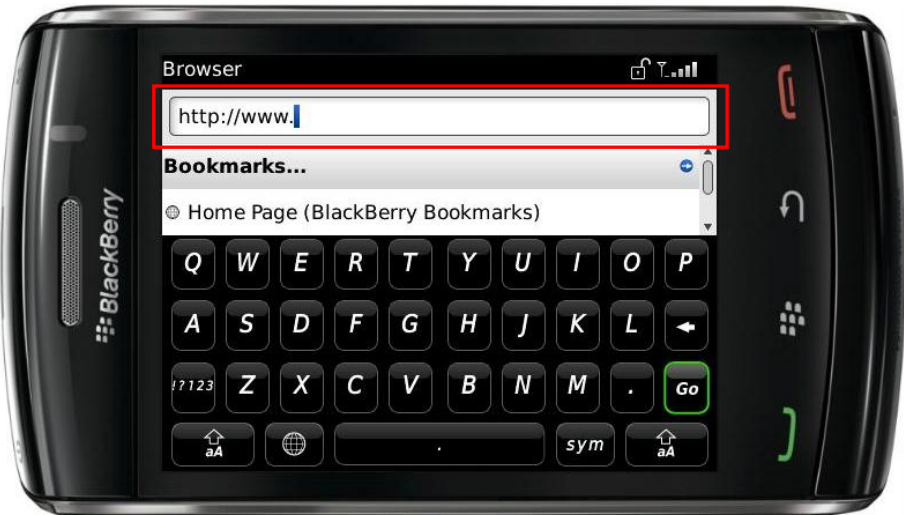 Browser
http://www.
Bookmarks...
Home Page (BlackBerry Bookmarks)
BlackBerry
Q W E R T Y U I O P
A S D F G H J K L
!?123 Z X C V B N M . Go
aA . sym aA